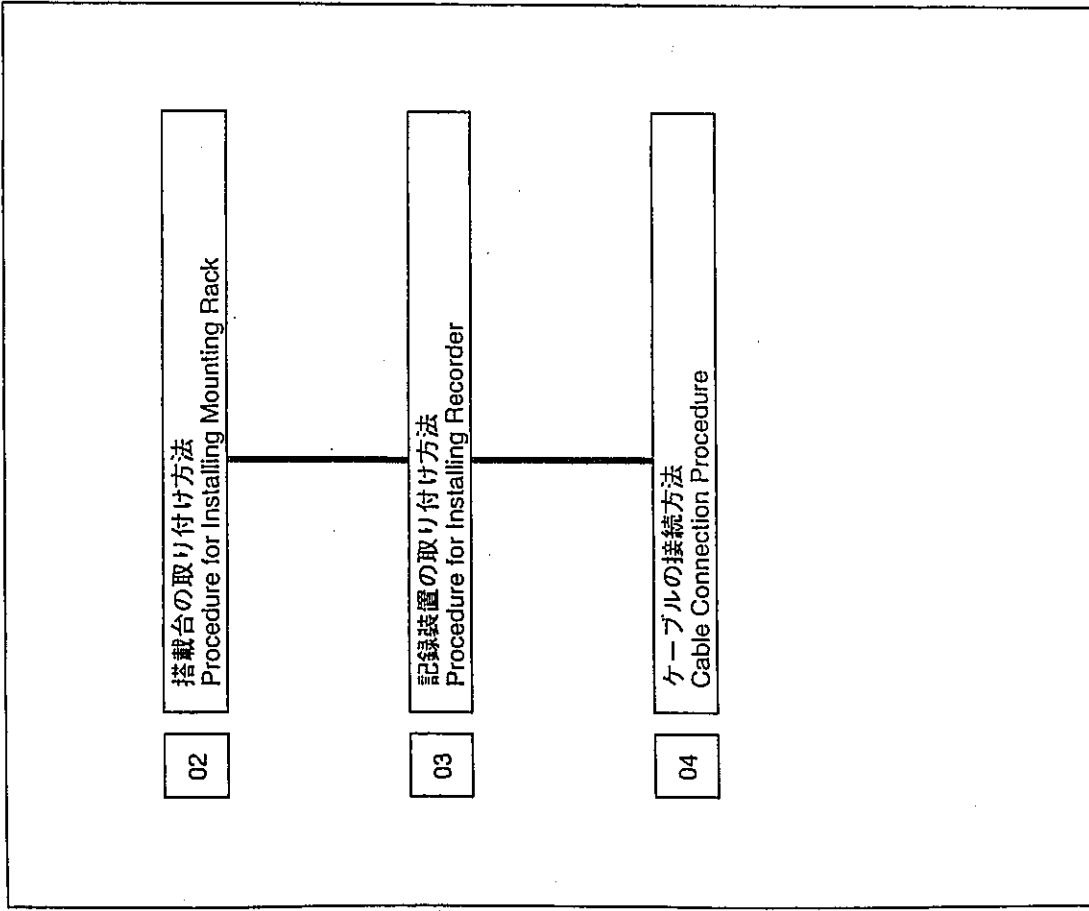 02
搭載台の取り付け方法
Procedure for Installing Mounting Rack
03
記録装置の取り付け方法
Procedure for Installing Recorder
04
ケーブルの接続方法
Cable Connection Procedure